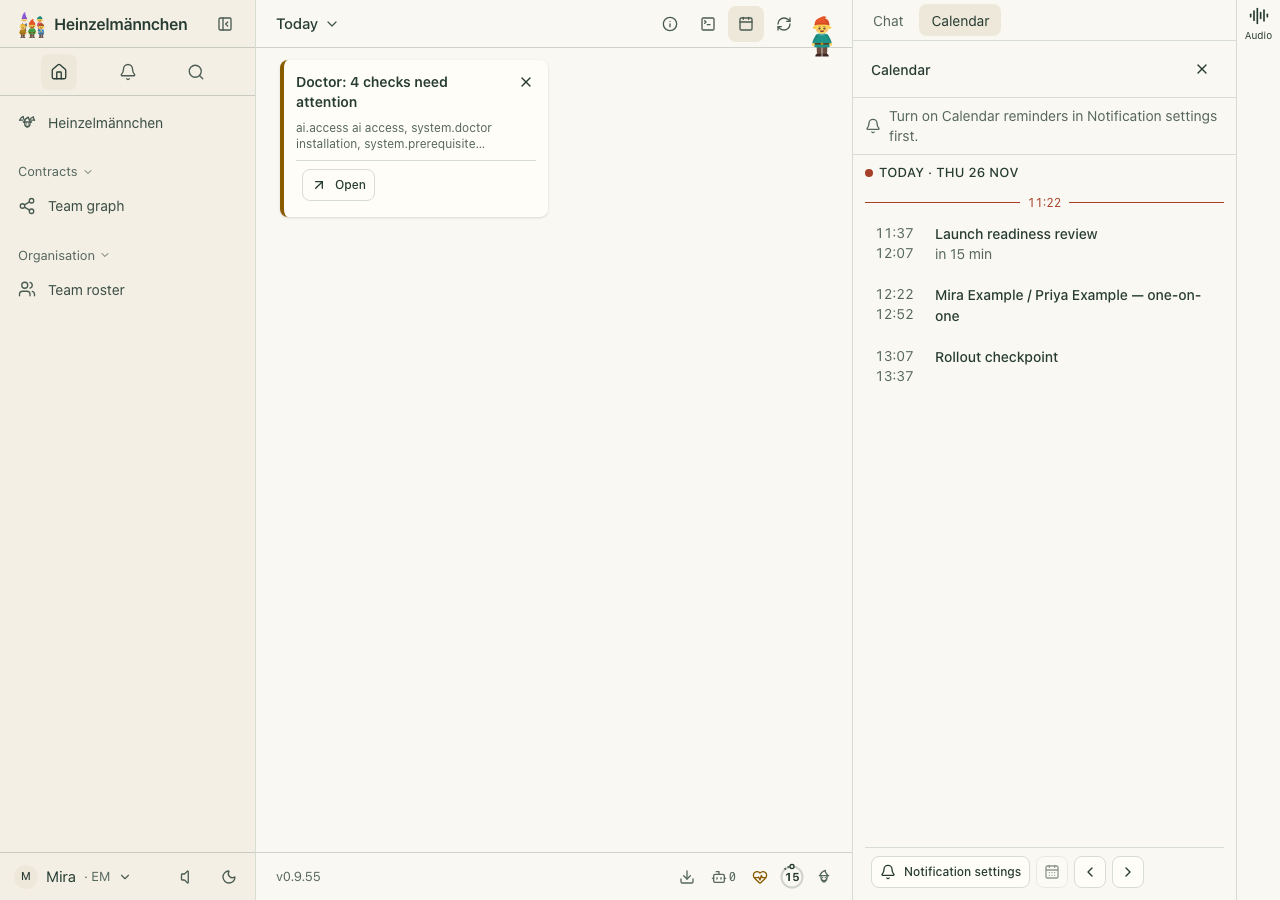 Heinzelmännchen
Heinzelmännchen
Contracts
Team graph
Organisation
Team roster
M Mira · EM
Today
Doctor: 4 checks need
attention
ai.access ai access, system.doctor
installation, system.prerequisite...
Open
v0.9.55
0
15
Chat Calendar
Calendar
Turn on Calendar reminders in Notification settings
first.
TODAY · THU 26 NOV
11:22
11:37 Launch readiness review
12:07 in 15 min
12:22 Mira Example / Priya Example — one-on-
12:52 one
13:07 Rollout checkpoint
13:37
Notification settings
Audio